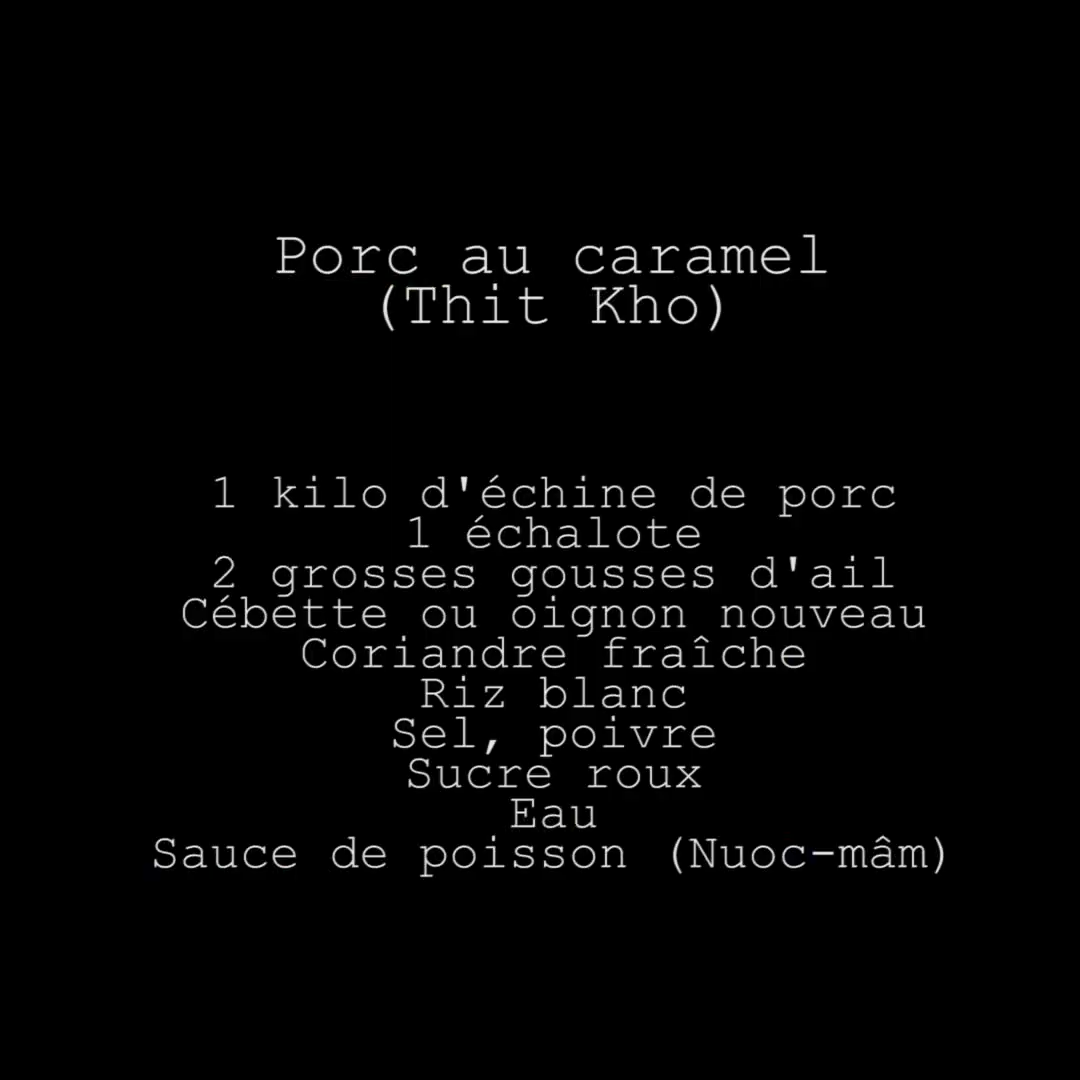 Porc au caramel
(Thit Kho)
1 kilo d'échine de porc
1 échalote
2 grosses gousses d'ail
Cébette ou oignon nouveau
Coriandre fraîche
Riz blanc
Sel, poivre
Sucre roux
Eau
Sauce de poisson (Nuoc-mâm)